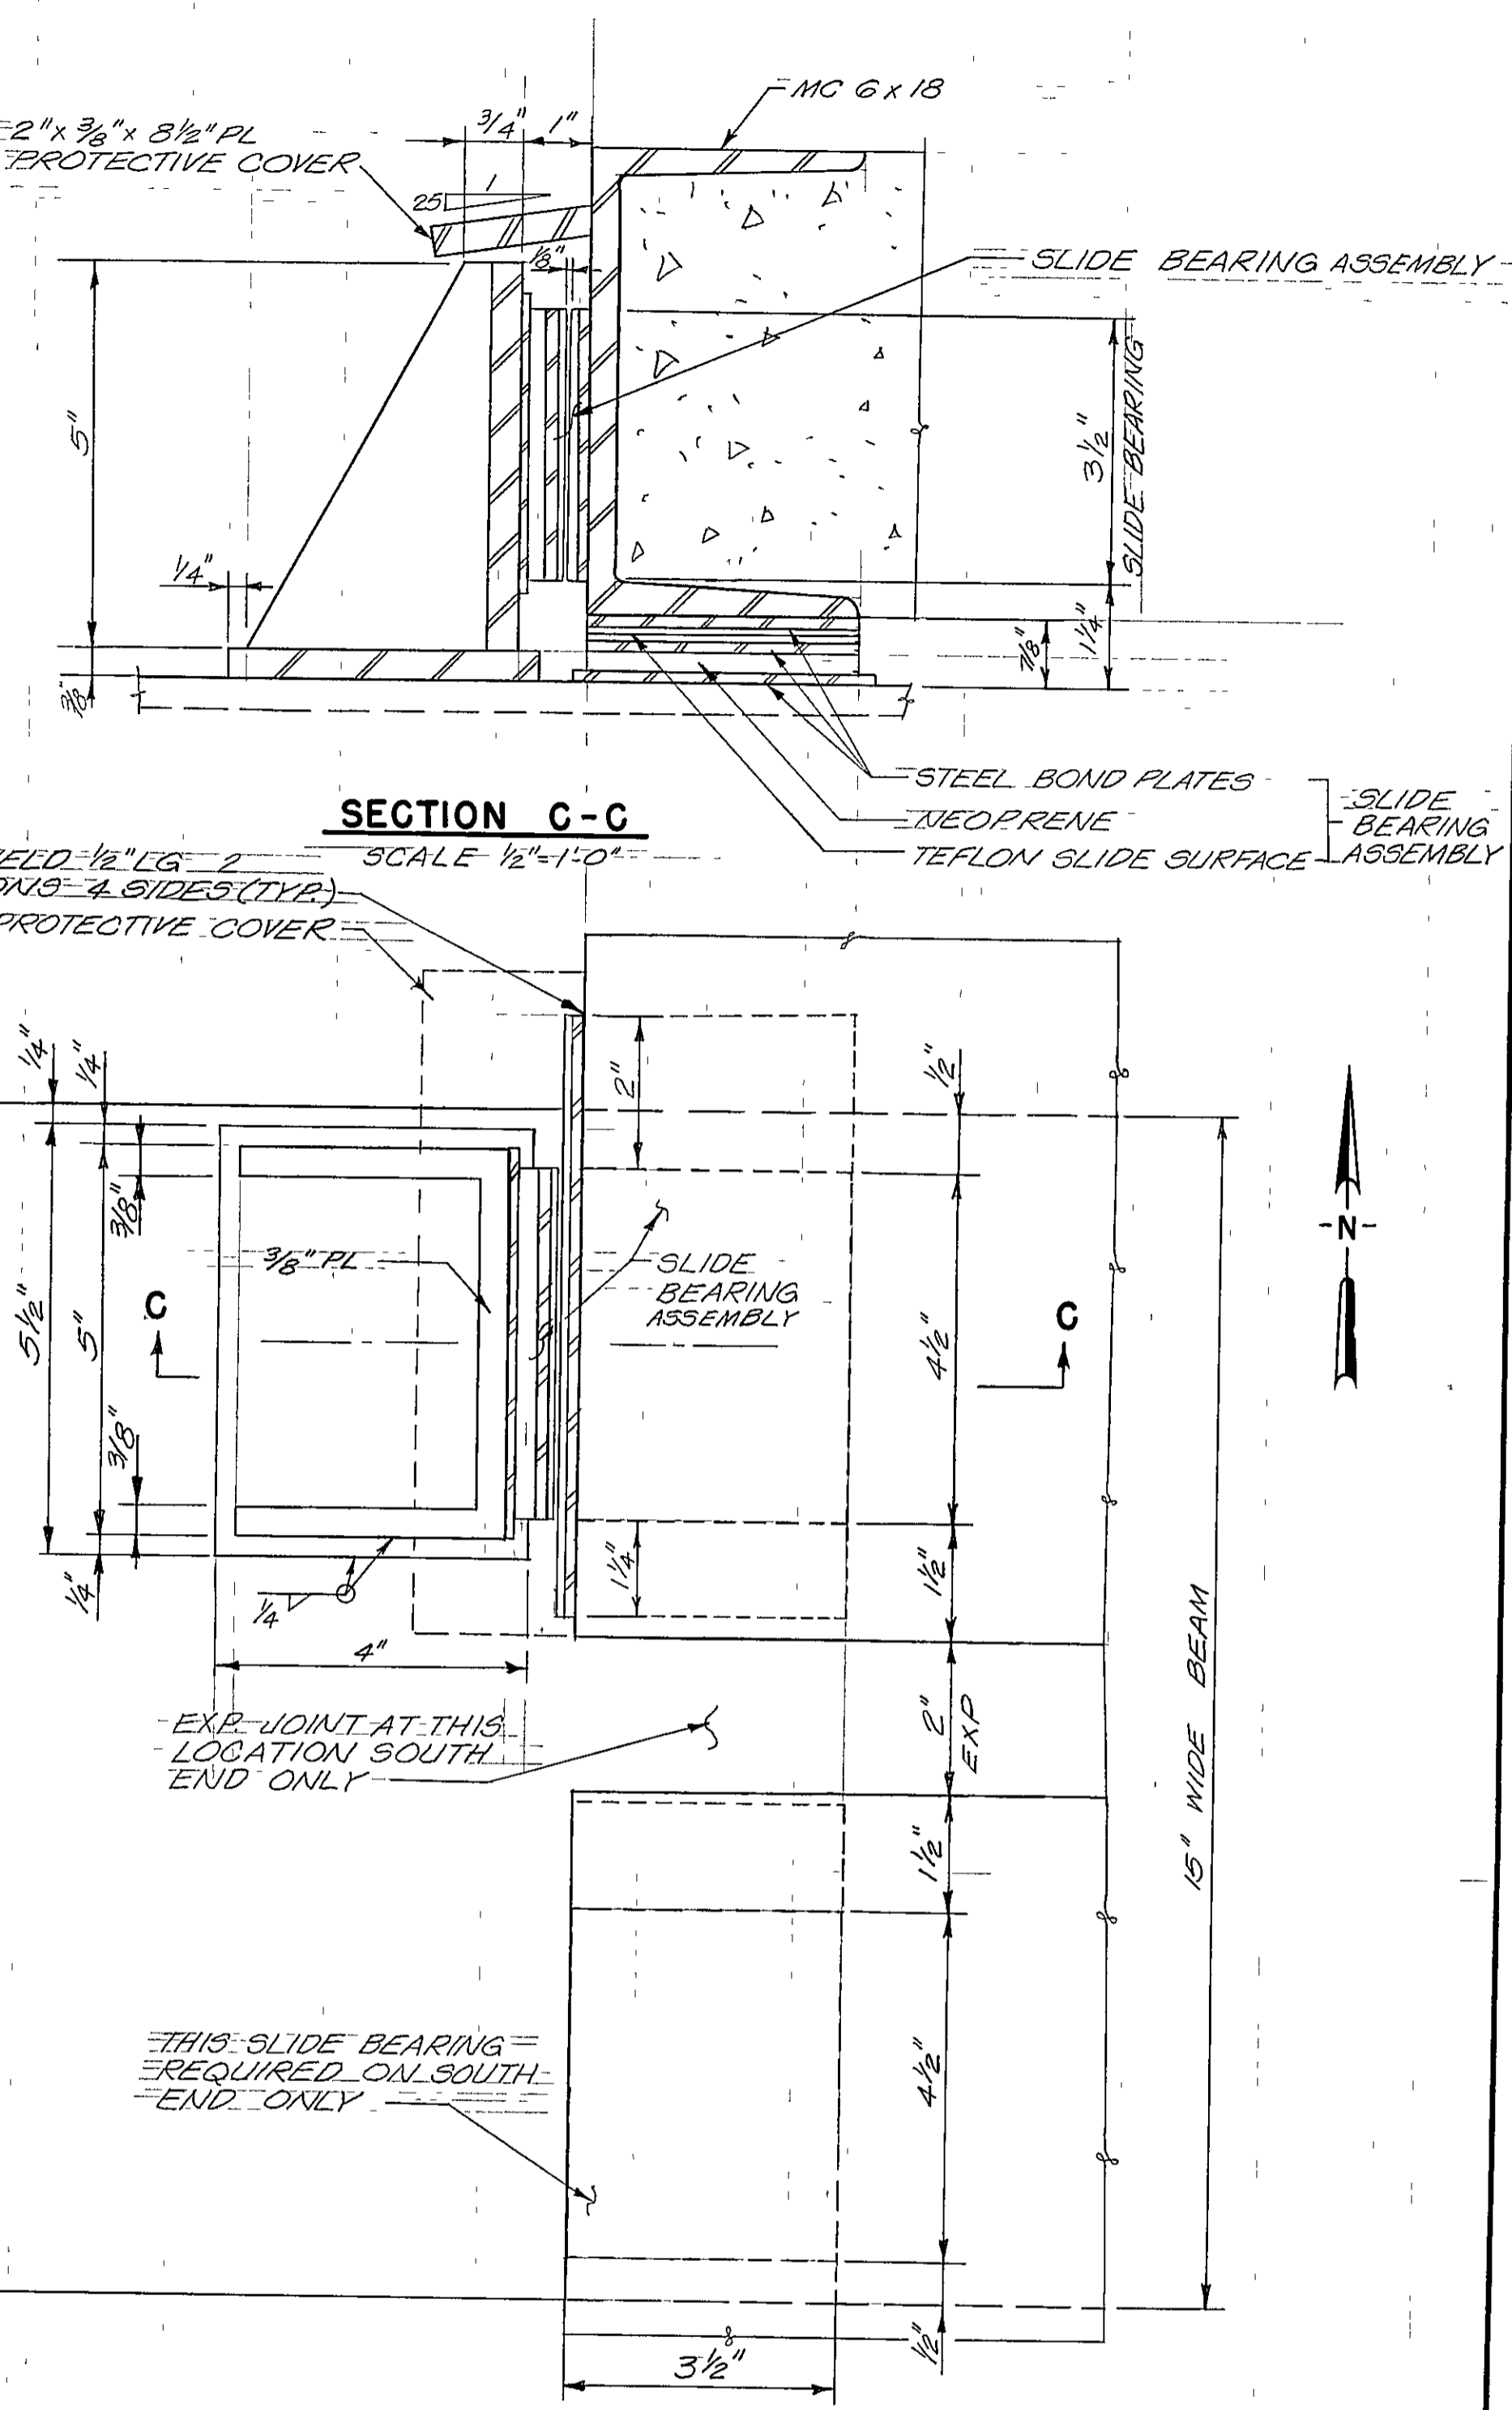 MC 6 x 18
2" x 3/8" x 8 1/2" PL
PROTECTIVE COVER
3/4"
1"
1
25
1/8"
SLIDE BEARING ASSEMBLY
5"
3 1/2"
SLIDE BEARING
1/4"
3/8"
7/8"
1 1/4"
STEEL BOND PLATES
NEOPRENE
TEFLON SLIDE SURFACE
SLIDE
BEARING
ASSEMBLY
SECTION C-C
SCALE 1/2"=1'-0"
1/2" LG 2
4 SIDES (TYP.)
PROTECTIVE COVER
1/4"
1/4"
2"
1/2"
3/8"
N
3/8" PL
SLIDE
BEARING
ASSEMBLY
C
C
5 1/2"
5"
4 1/2"
3/8"
1/4"
1/4
1 1/4"
1 1/2"
4"
15" WIDE BEAM
EXP. JOINT AT THIS
LOCATION SOUTH
END ONLY
2"
EXP
1 1/2"
THIS SLIDE BEARING
REQUIRED ON SOUTH
END ONLY
4 1/2"
1/2"
3 1/2"